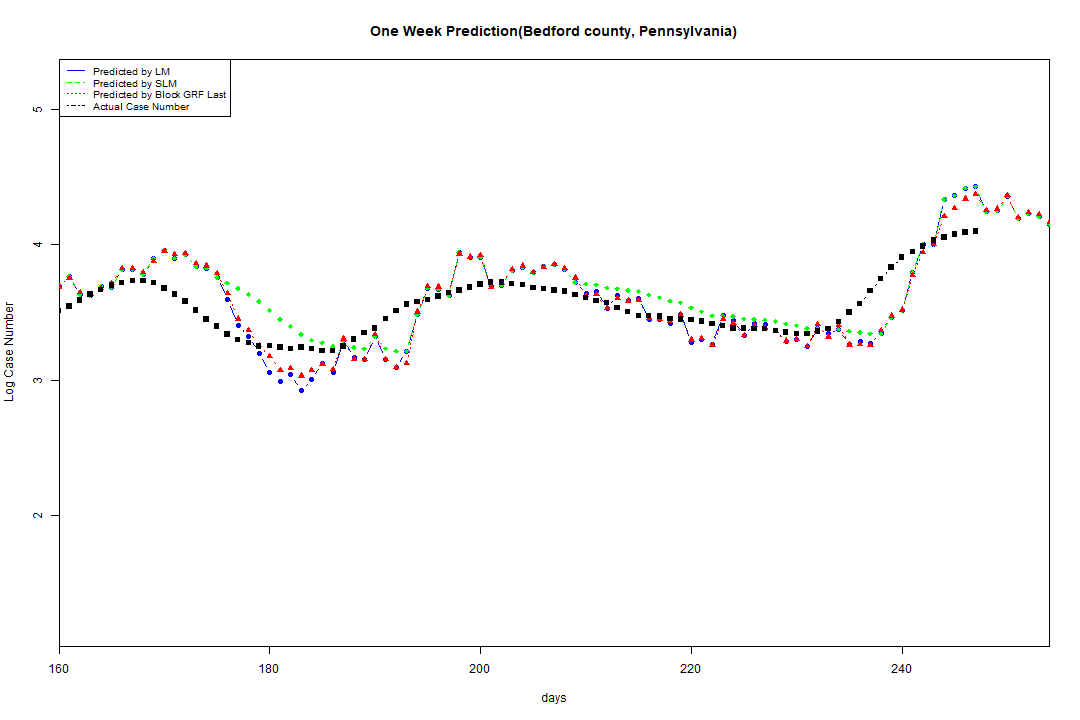 One Week Prediction(Bedford county, Pennsylvania)
Predicted by LM
Predicted by SLM
Predicted by Block GRF Last
Actual Case Number
5
4
3
2
Log Case Number
160 180 200 220 240
days